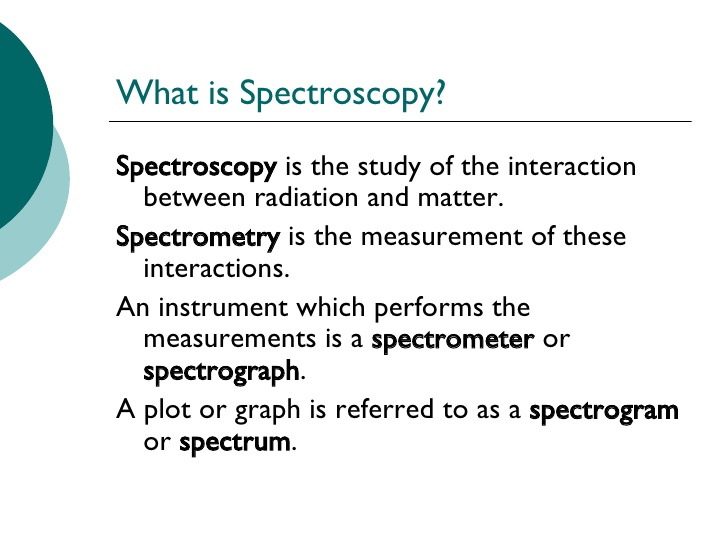 What is Spectroscopy?
Spectroscopy is the study of the interaction
between radiation and matter.
Spectrometry is the measurement of these
interactions.
An instrument which performs the
measurements is a spectrometer or
spectrograph.
A plot or graph is referred to as a spectrogram
or spectrum.